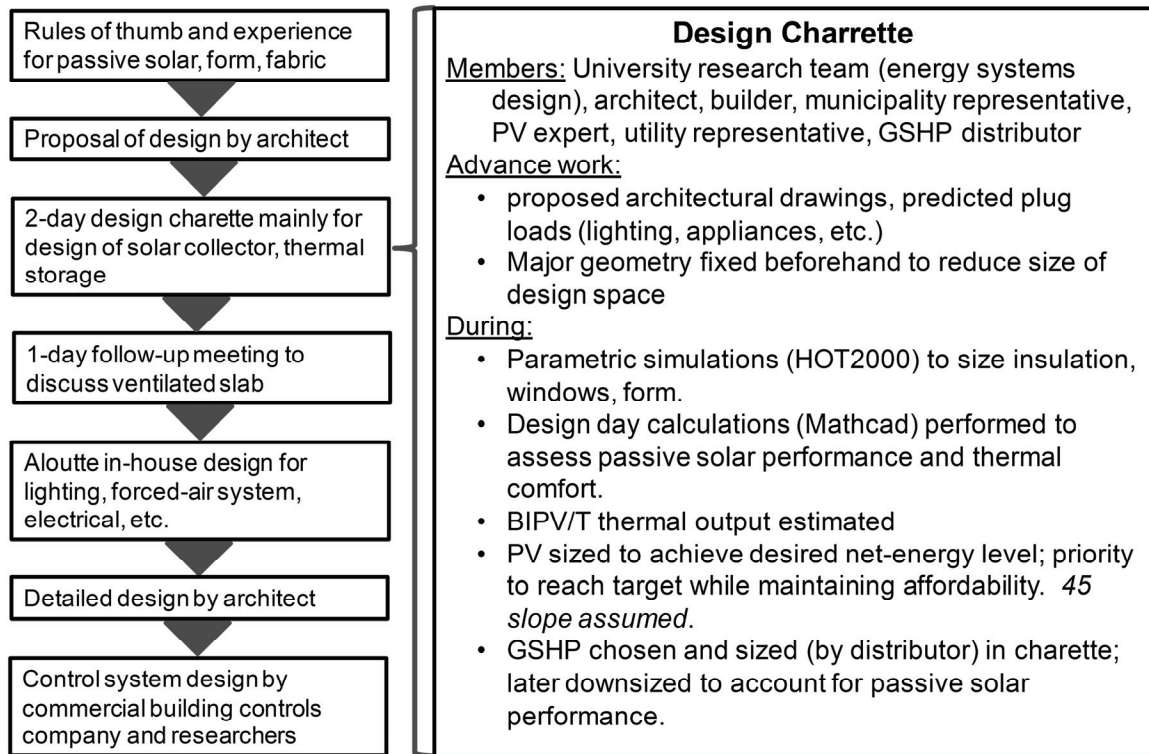 Rules of thumb and experience
for passive solar, form, fabric
Proposal of design by architect
2-day design charette mainly for
design of solar collector, thermal
storage
1-day follow-up meeting to
discuss ventilated slab
Aloutte in-house design for
lighting, forced-air system,
electrical, etc.
Detailed design by architect
Control system design by
commercial building controls
company and researchers
Design Charrette
Members: University research team (energy systems
design), architect, builder, municipality representative,
PV expert, utility representative, GSHP distributor
Advance work:
• proposed architectural drawings, predicted plug
loads (lighting, appliances, etc.)
• Major geometry fixed beforehand to reduce size of
design space
During:
• Parametric simulations (HOT2000) to size insulation,
windows, form.
• Design day calculations (Mathcad) performed to
assess passive solar performance and thermal
comfort.
• BIPV/T thermal output estimated
• PV sized to achieve desired net-energy level; priority
to reach target while maintaining affordability. 45
slope assumed.
• GSHP chosen and sized (by distributor) in charette;
later downsized to account for passive solar
performance.